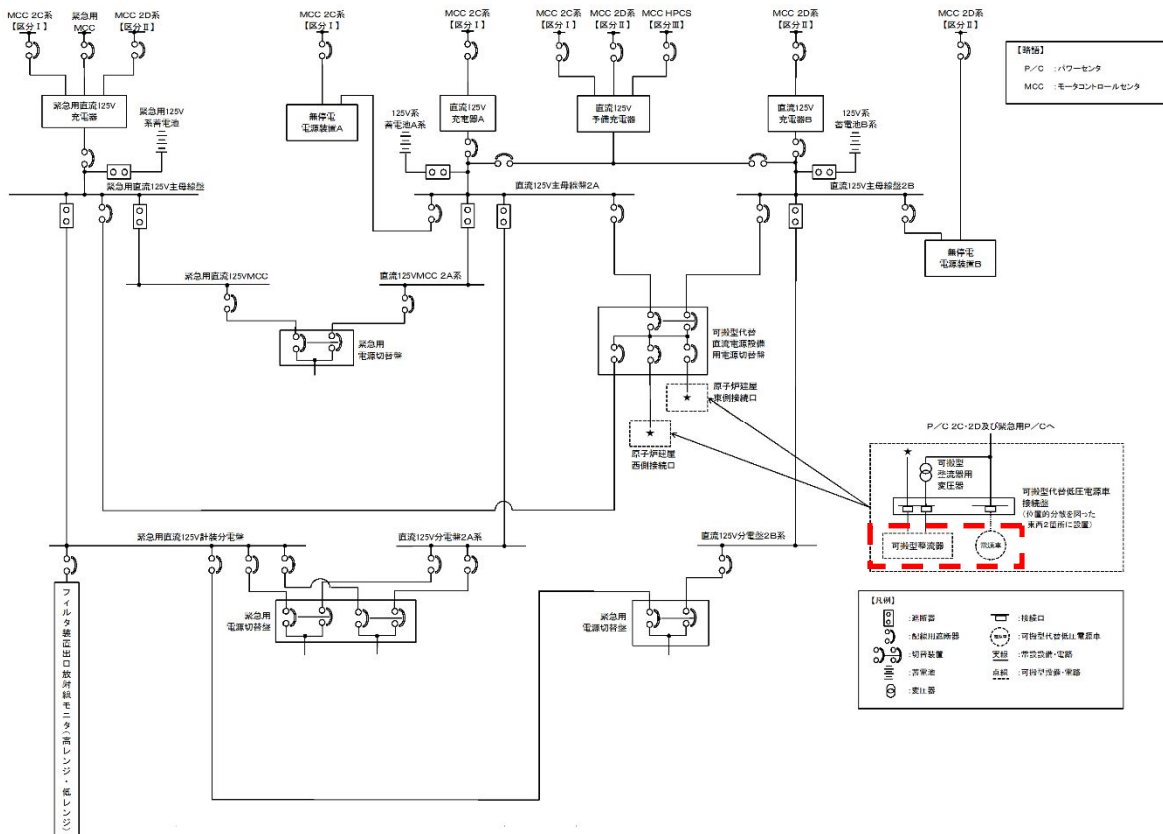 MCC 2C系
【区分Ⅰ】
緊急用
MCC
MCC 2D系
【区分Ⅱ】
MCC 2C系
【区分Ⅰ】
MCC 2C系
【区分Ⅰ】
MCC 2C系
【区分Ⅰ】
MCC 2D系
【区分Ⅱ】
MCC HPCS
【区分Ⅲ】
MCC 2D系
【区分Ⅱ】
MCC 2D系
【区分Ⅱ】
【略語】
P/C :パワーセンタ
MCC :モータコントロールセンタ
緊急用直流125V
充電器
緊急用125V
系蓄電池
無停電
電源装置A
125V系
蓄電池A系
直流125V
充電器A
直流125V
予備充電器
直流125V
充電器B
125V系
蓄電池B系
緊急用直流125V主母線盤
直流125V主母線盤2A
直流125V主母線盤2B
無停電
電源装置B
緊急用直流125VMCC
直流125VMCC 2A系
緊急用
電源切替盤
可搬型代替
直流電源設備
用電源切替盤
原子炉建屋
東側接続口
原子炉建屋
西側接続口
P/C 2C・2D及び緊急用P/Cへ
可搬型
整流器用
変圧器
可搬型代替低圧電源車
接続盤
(位置的分散を図った
東西2箇所に設置)
可搬型整流器
電源車
緊急用直流125V計装分電盤
直流125V分電盤2A系
直流125V分電盤2B系
緊急用
電源切替盤
緊急用
電源切替盤
フィルタ装置出口放射線モニタ(高レンジ・低レンジ)
【凡例】
:遮断器
:配線用遮断器
:切替装置
:蓄電池
:変圧器
:接続口
:可搬型代替低圧電源車
実線 :常設設備・電路
点線 :可搬型設備・電路